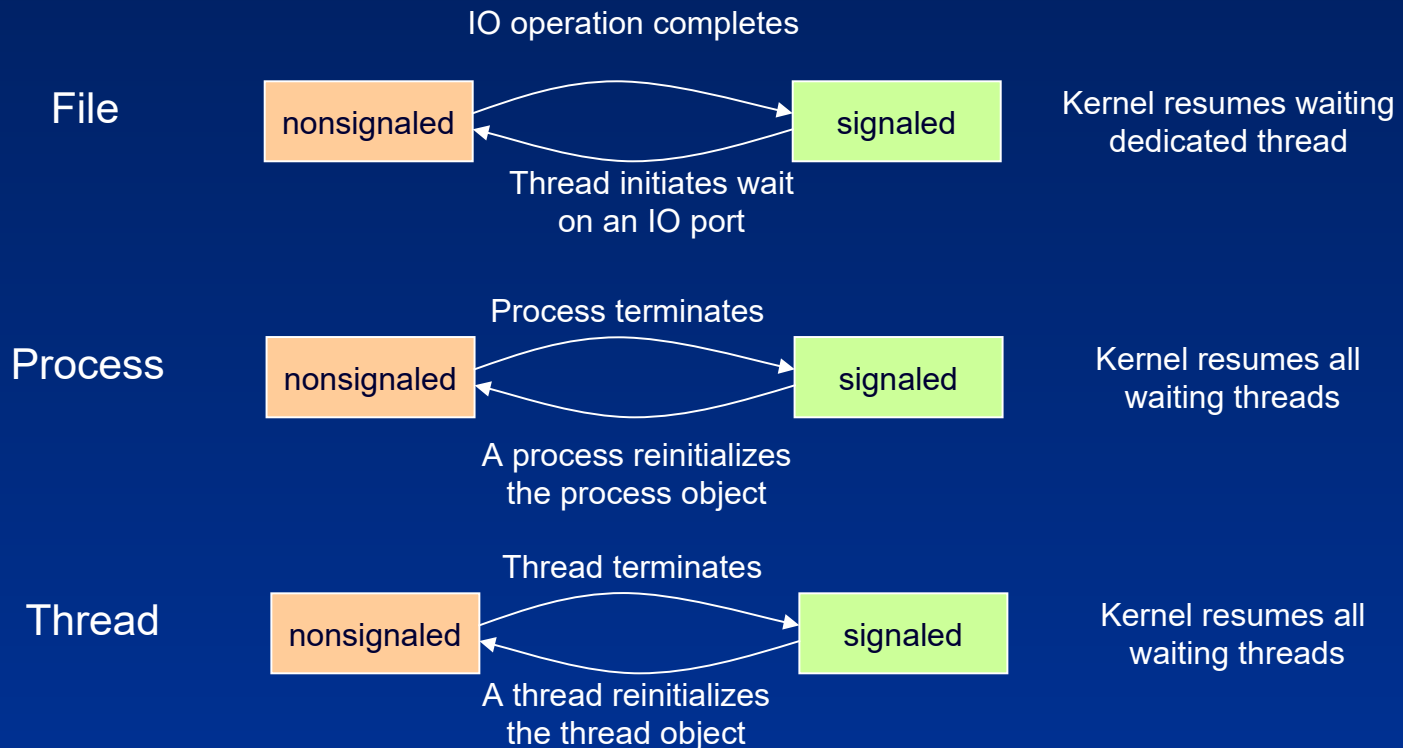 IO operation completes
File
nonsignaled
signaled
Kernel resumes waiting
dedicated thread
Thread initiates wait
on an IO port
Process terminates
Process
nonsignaled
signaled
Kernel resumes all
waiting threads
A process reinitializes
the process object
Thread terminates
Thread
nonsignaled
signaled
Kernel resumes all
waiting threads
A thread reinitializes
the thread object